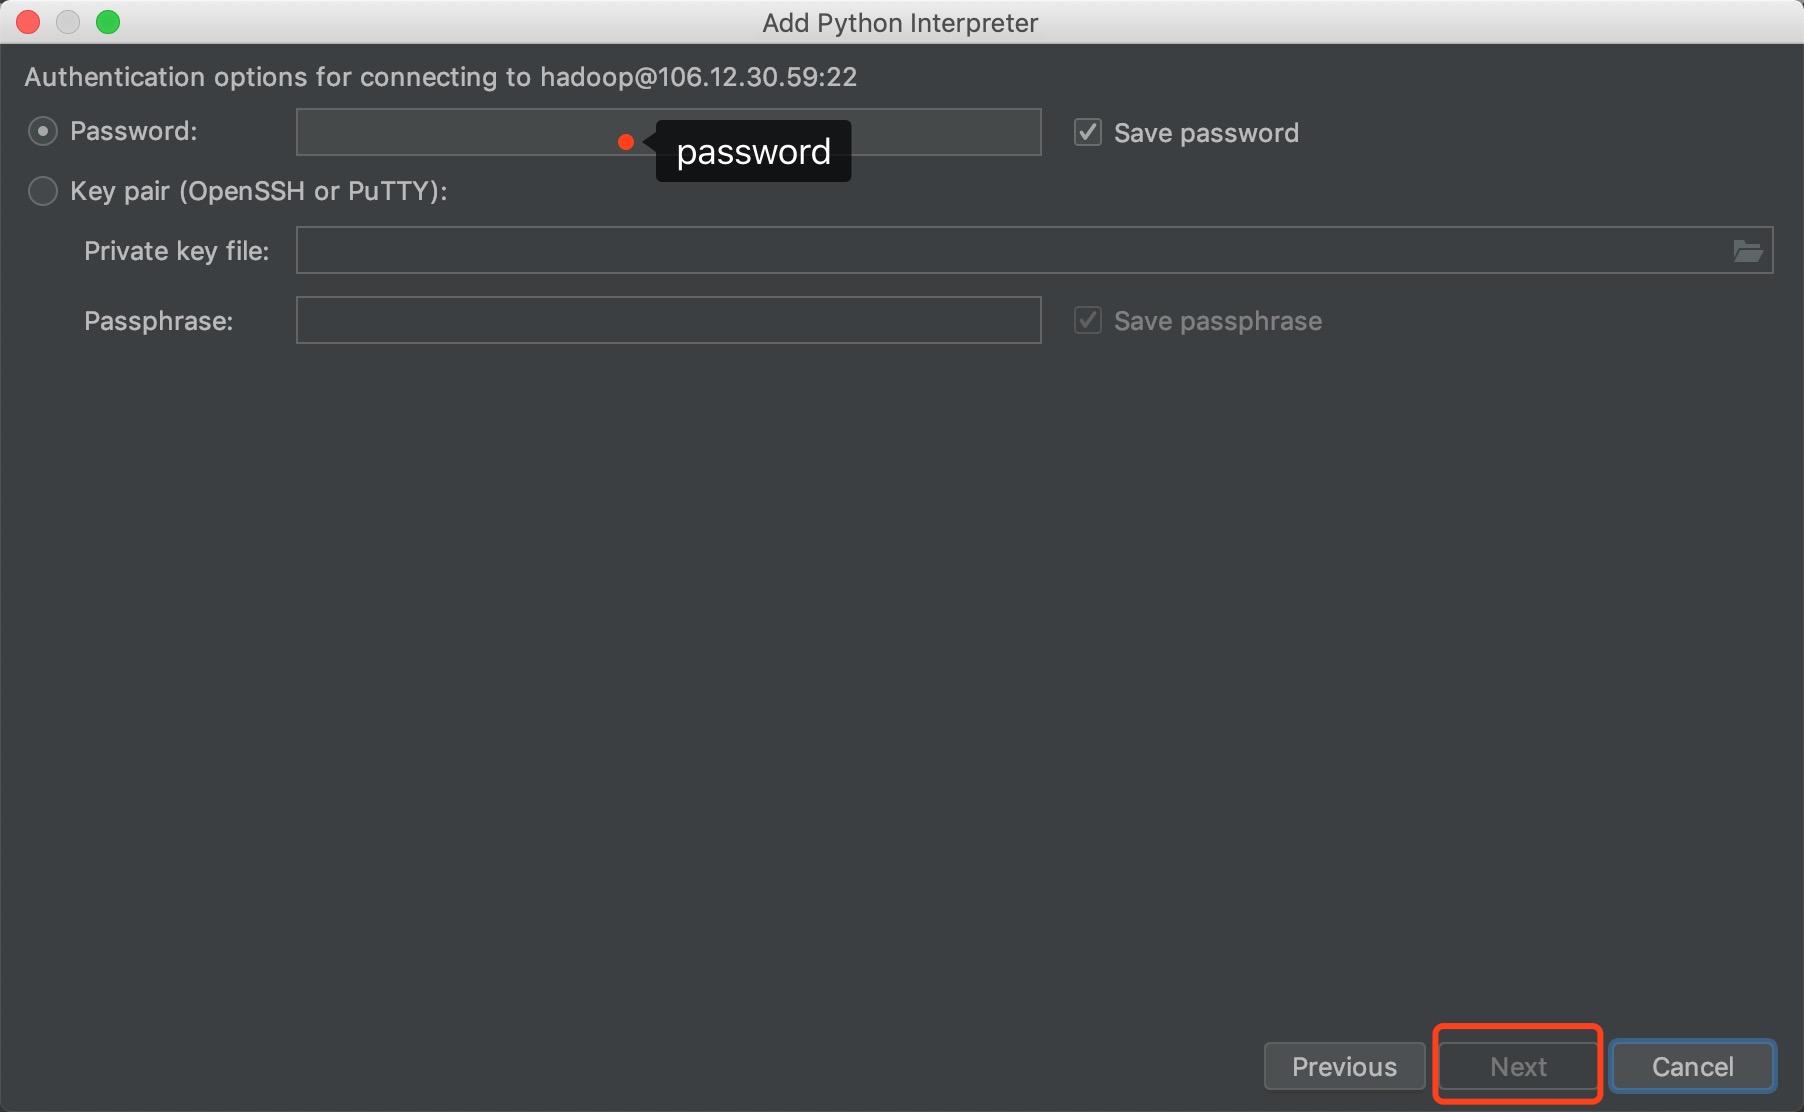 Add Python Interpreter
Authentication options for connecting to hadoop@106.12.30.59:22
Password:
password
Save password
Key pair (OpenSSH or PuTTY):
Private key file:
Passphrase:
Save passphrase
Previous
Next
Cancel